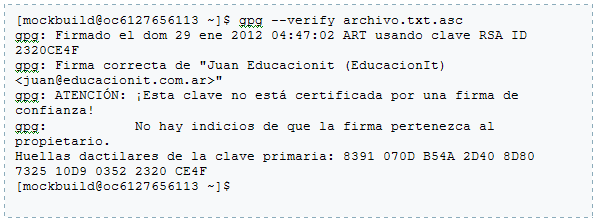 [mockbuild@oc6127656113 ~]$ gpg --verify archivo.txt.asc
gpg: Firmado el dom 29 ene 2012 04:47:02 ART usando clave RSA ID
2320CE4F
gpg: Firma correcta de "Juan Educacionit (EducacionIt)
<juan@educacionit.com.ar>"
gpg: ATENCIÓN: ¡Esta clave no está certificada por una firma de
confianza!
gpg:          No hay indicios de que la firma pertenezca al
propietario.
Huellas dactilares de la clave primaria: 8391 070D B54A 2D40 8D80
7325 10D9 0352 2320 CE4F
[mockbuild@oc6127656113 ~]$